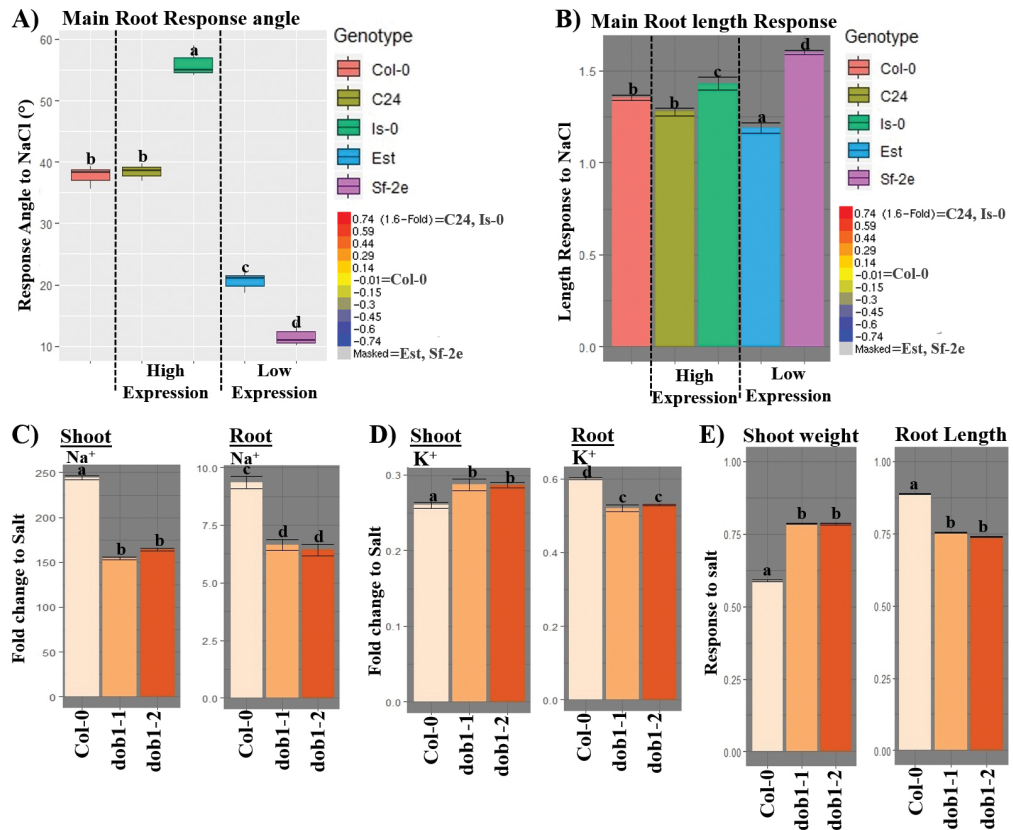 A) Main Root Response angle
Response Angle to NaCl (°)
60
50
40
30
20
10
b
b
a
c
d
High
Expression
Low
Expression
Genotype
Col-0
C24
Is-0
Est
Sf-2e
0.74 (1.6-Fold)=C24, Is-0
0.59
0.44
0.29
0.14
-0.01=Col-0
-0.15
-0.3
-0.45
-0.6
-0.74
Masked=Est, Sf-2e
B) Main Root length Response
Length Response to NaCl
1.5
1.0
0.5
0.0
b
b
c
a
d
High
Expression
Low
Expression
Genotype
Col-0
C24
Is-0
Est
Sf-2e
0.74 (1.6-Fold)=C24, Is-0
0.59
0.44
0.29
0.14
-0.01=Col-0
-0.15
-0.3
-0.45
-0.6
-0.74
Masked=Est, Sf-2e
C) Shoot
Na+
Fold change to Salt
250
200
150
100
50
0
a
b
b
Col-0
dob1-1
dob1-2
Root
Na+
10.0
7.5
5.0
2.5
0.0
c
d
d
Col-0
dob1-1
dob1-2
D) Shoot
K+
Fold change to Salt
0.3
0.2
0.1
0.0
a
b
b
Col-0
dob1-1
dob1-2
Root
K+
0.6
0.4
0.2
0.0
d
c
c
Col-0
dob1-1
dob1-2
E) Shoot weight
Response to salt
1.00
0.75
0.50
0.25
0.00
a
b
b
Col-0
dob1-1
dob1-2
Root Length
1.00
0.75
0.50
0.25
0.00
a
b
b
Col-0
dob1-1
dob1-2